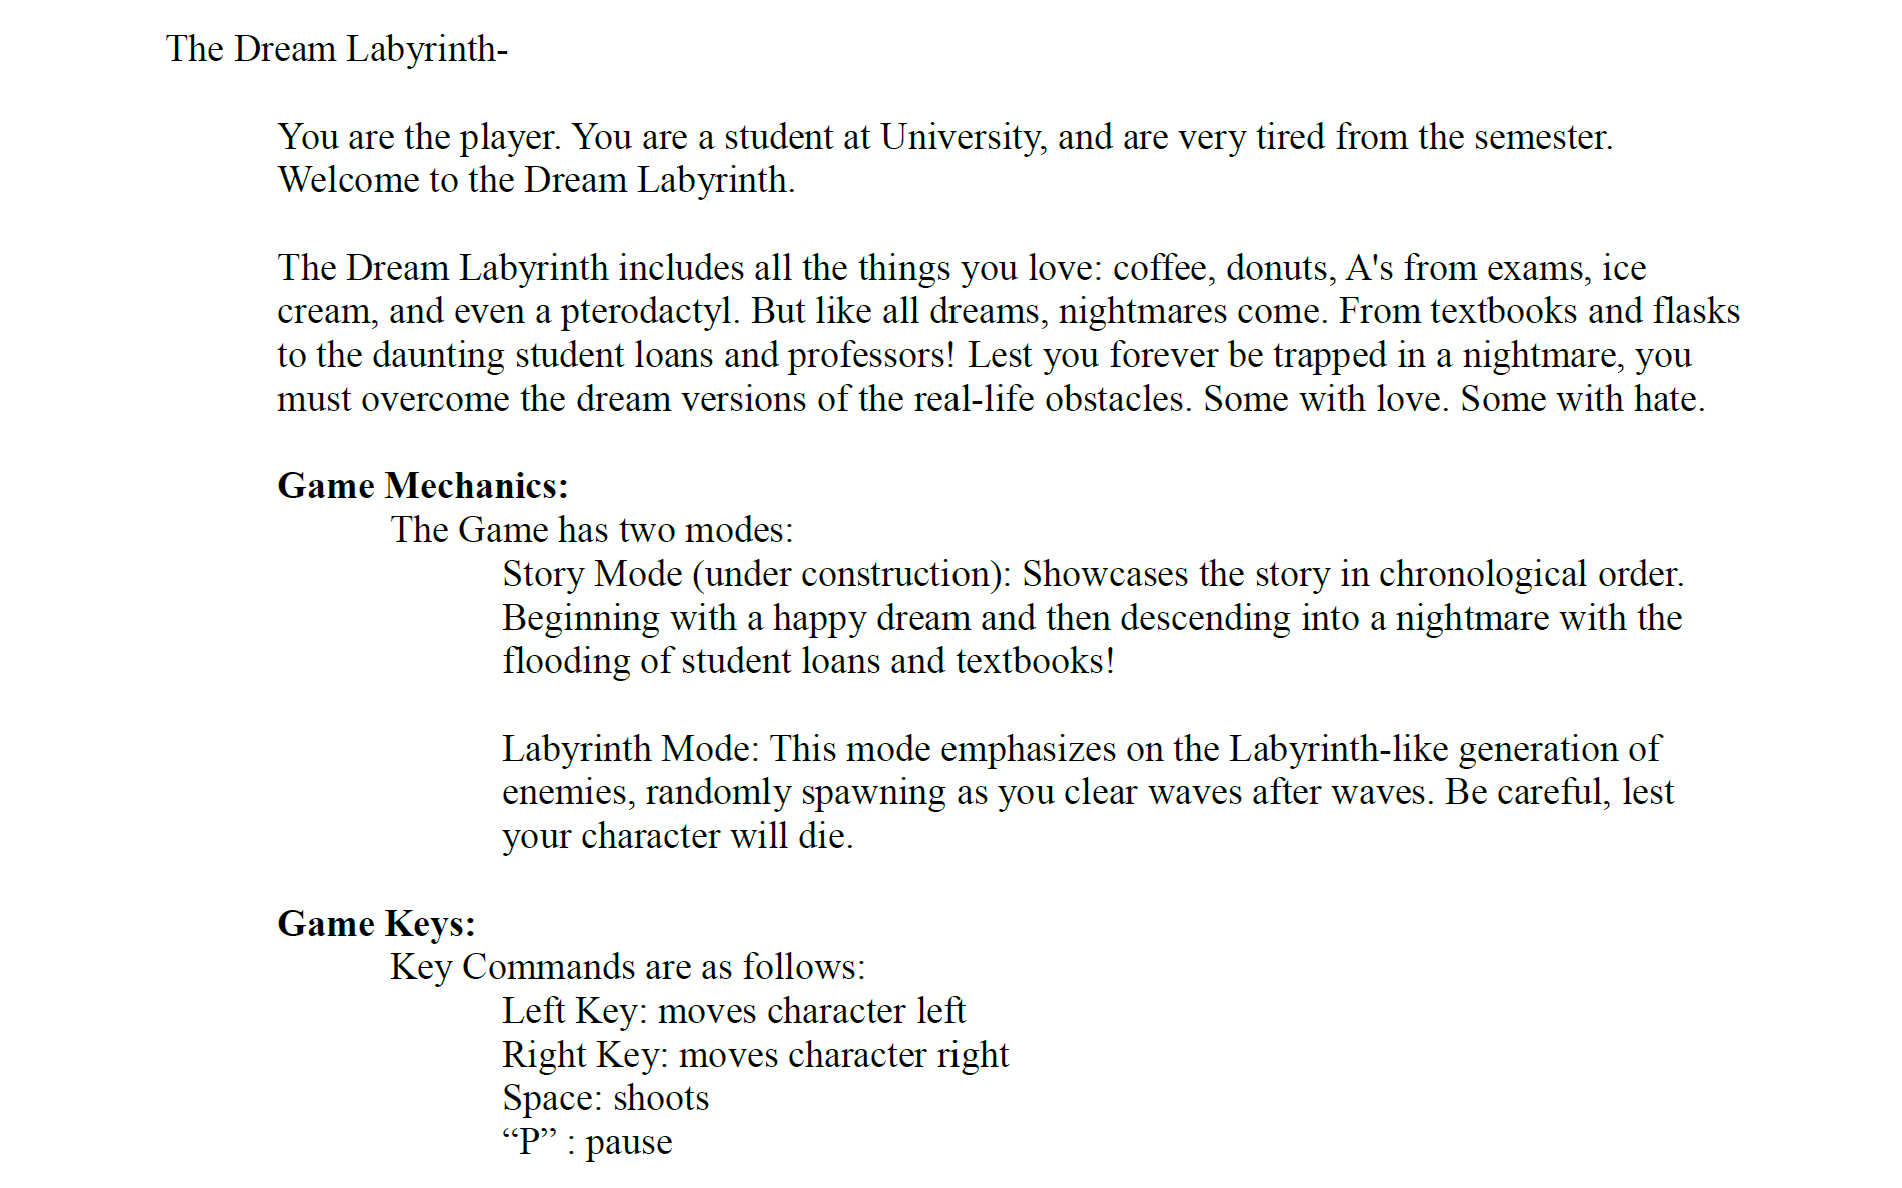 The Dream Labyrinth-
You are the player. You are a student at University, and are very tired from the semester.
Welcome to the Dream Labyrinth.
The Dream Labyrinth includes all the things you love: coffee, donuts, A's from exams, ice
cream, and even a pterodactyl. But like all dreams, nightmares come. From textbooks and flasks
to the daunting student loans and professors! Lest you forever be trapped in a nightmare, you
must overcome the dream versions of the real-life obstacles. Some with love. Some with hate.
Game Mechanics:
The Game has two modes:
Story Mode (under construction): Showcases the story in chronological order.
Beginning with a happy dream and then descending into a nightmare with the
flooding of student loans and textbooks!
Labyrinth Mode: This mode emphasizes on the Labyrinth-like generation of
enemies, randomly spawning as you clear waves after waves. Be careful, lest
your character will die.
Game Keys:
Key Commands are as follows:
Left Key: moves character left
Right Key: moves character right
Space: shoots
“P” : pause